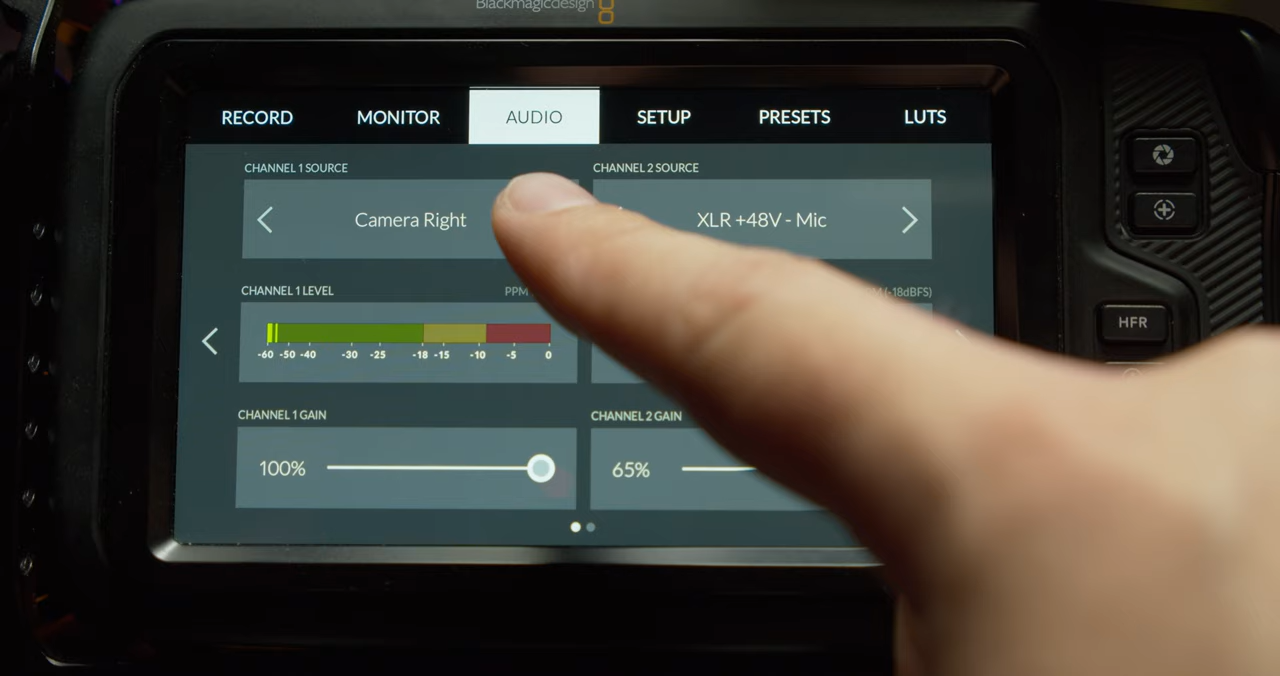 Blackmagicdesign
RECORD MONITOR AUDIO SETUP PRESETS LUTS
CHANNEL 1 SOURCE CHANNEL 2 SOURCE
Camera Right XLR +48V - Mic
CHANNEL 1 LEVEL PPM (-18dBFS)
HFR
-60 -50 -40 -30 -25 -18 -15 -10 -5 0
CHANNEL 1 GAIN CHANNEL 2 GAIN
100% 65%